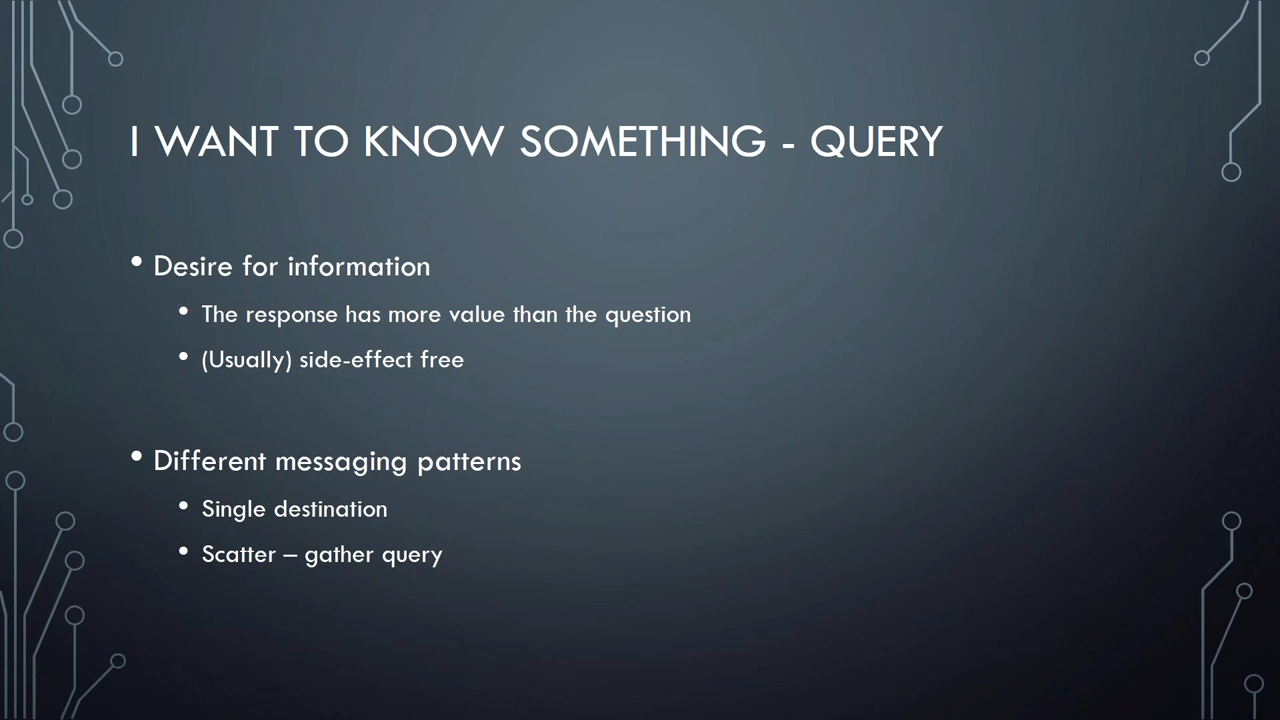 I WANT TO KNOW SOMETHING - QUERY
• Desire for information
• The response has more value than the question
• (Usually) side-effect free
• Different messaging patterns
• Single destination
• Scatter – gather query